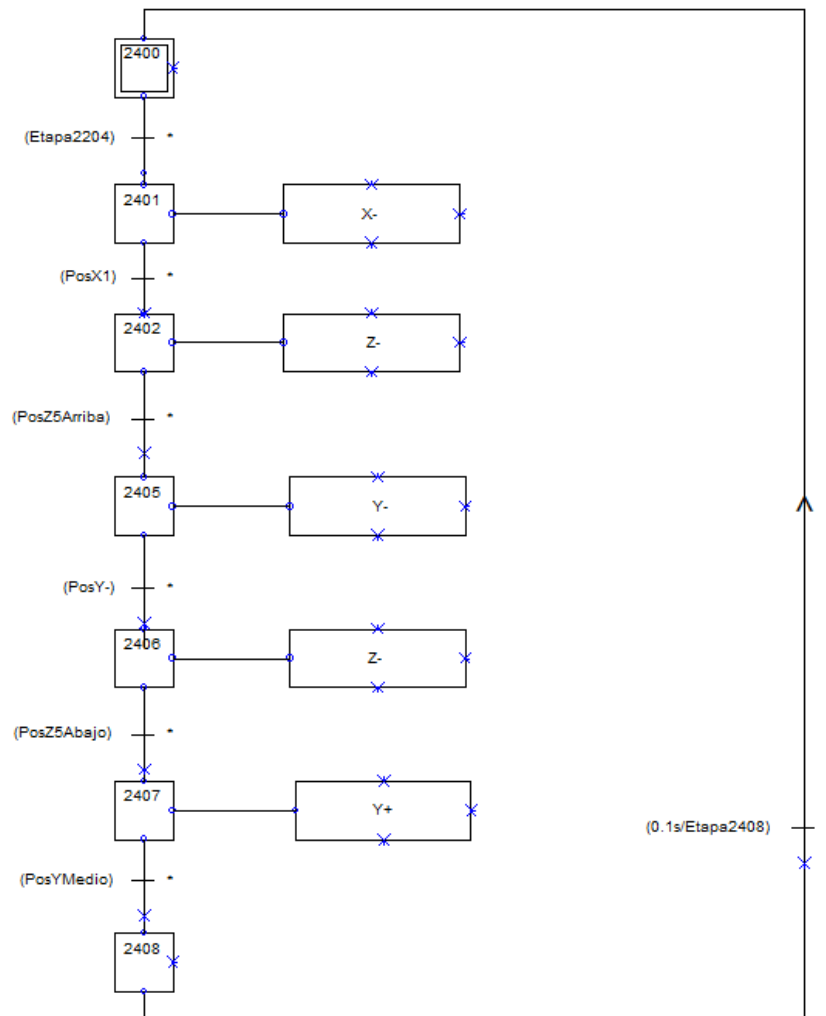 2400
(Etapa2204) *
2401
X-
(PosX1) *
2402
Z-
(PosZ5Arriba) *
2405
Y-
(PosY-) *
2406
Z-
(PosZ5Abajo) *
2407
Y+
(0.1s/Etapa2408)
(PosYMedio) *
2408